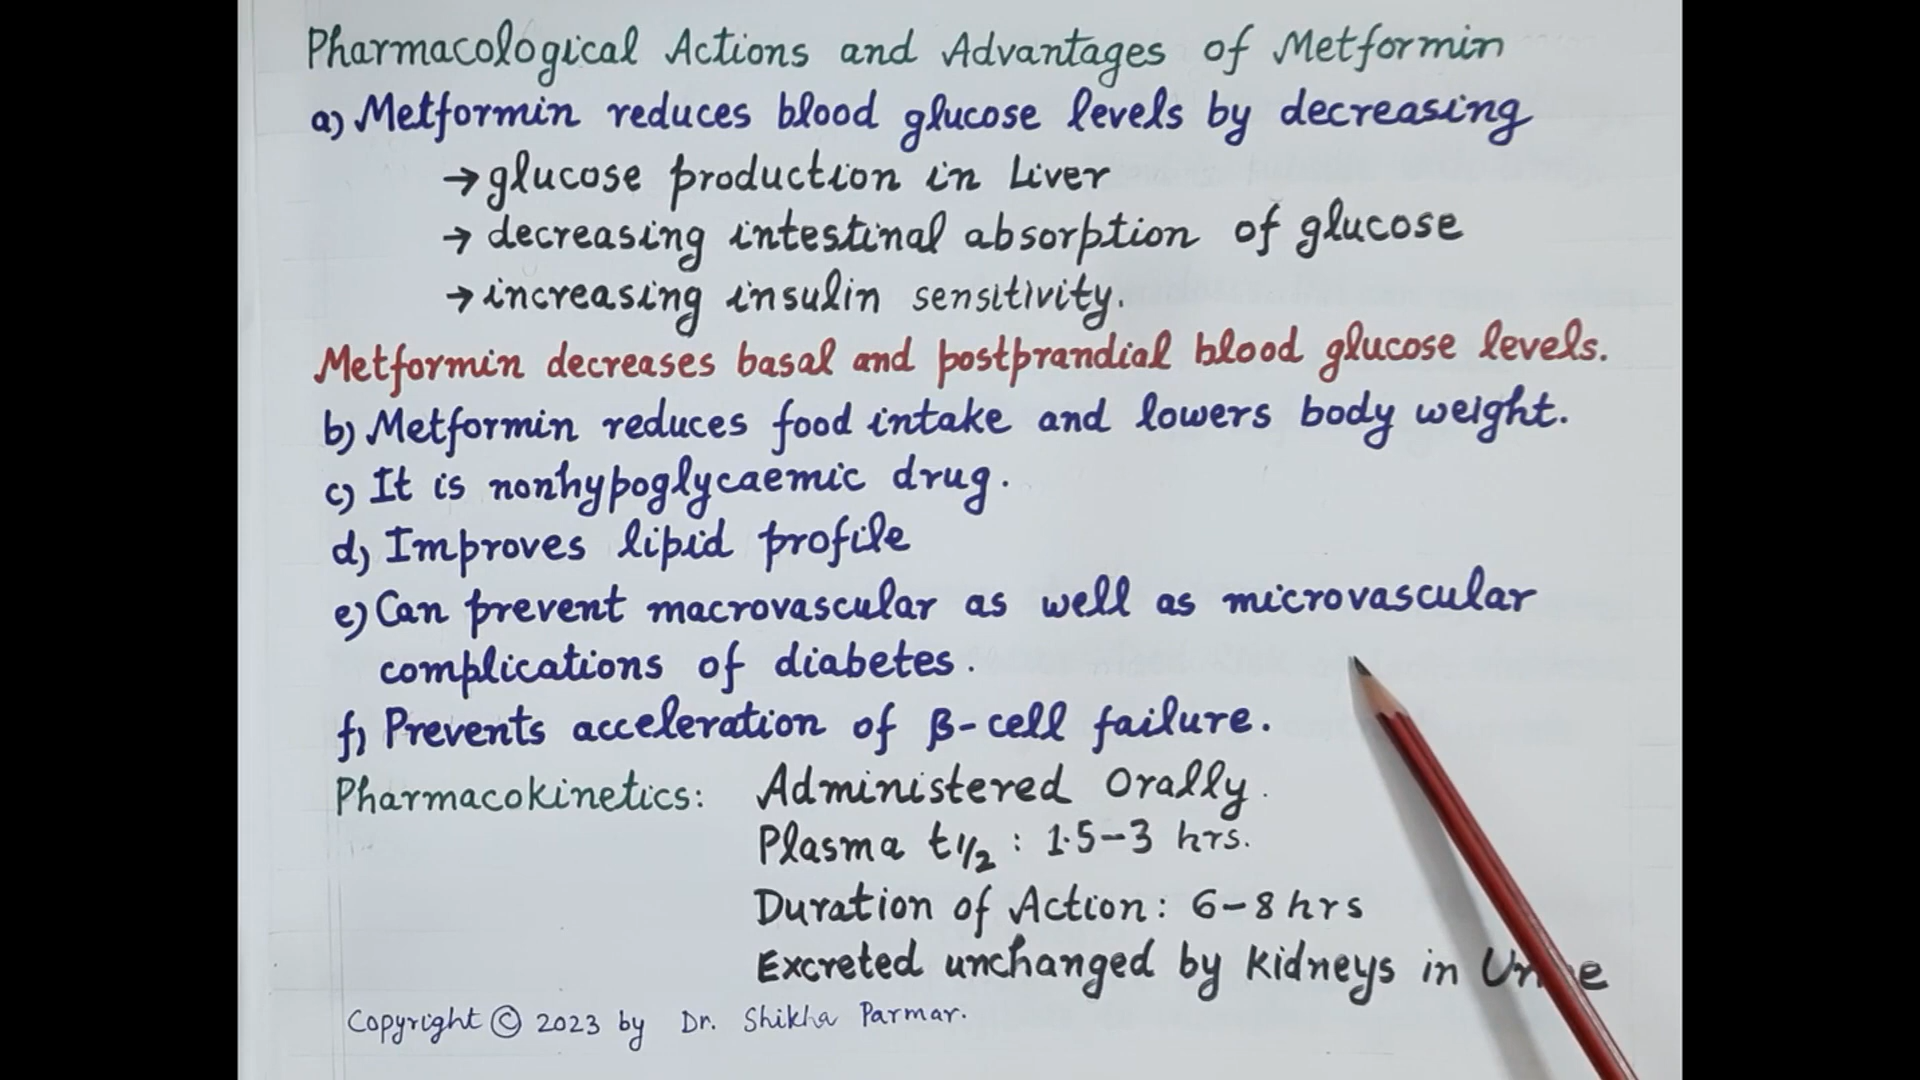 Pharmacological Actions and Advantages of Metformin
a) Metformin reduces blood glucose levels by decreasing
→ glucose production in Liver
→ decreasing intestinal absorption of glucose
→ increasing insulin sensitivity.
Metformin decreases basal and postprandial blood glucose levels.
b) Metformin reduces food intake and lowers body weight.
c) It is nonhypoglycaemic drug.
d) Improves lipid profile
e) Can prevent macrovascular as well as microvascular
complications of diabetes.
f) Prevents acceleration of β-cell failure.
Pharmacokinetics: Administered Orally.
Plasma t1/2 : 1.5-3 hrs.
Duration of Action: 6-8 hrs
Excreted unchanged by kidneys in
Copyright © 2023 by Dr. Shikha Parmar.